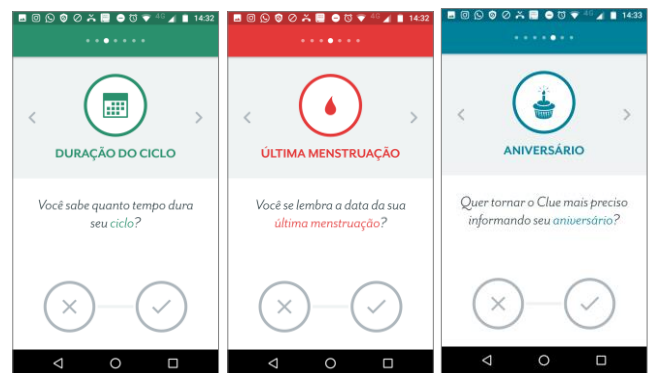 14:32
DURAÇÃO DO CICLO
Você sabe quanto tempo dura
seu ciclo?
14:32
ÚLTIMA MENSTRUAÇÃO
Você se lembra a data da sua
última menstruação?
4G 14:33
ANIVERSÁRIO
Quer tornar o Clue mais preciso
informando seu aniversário?